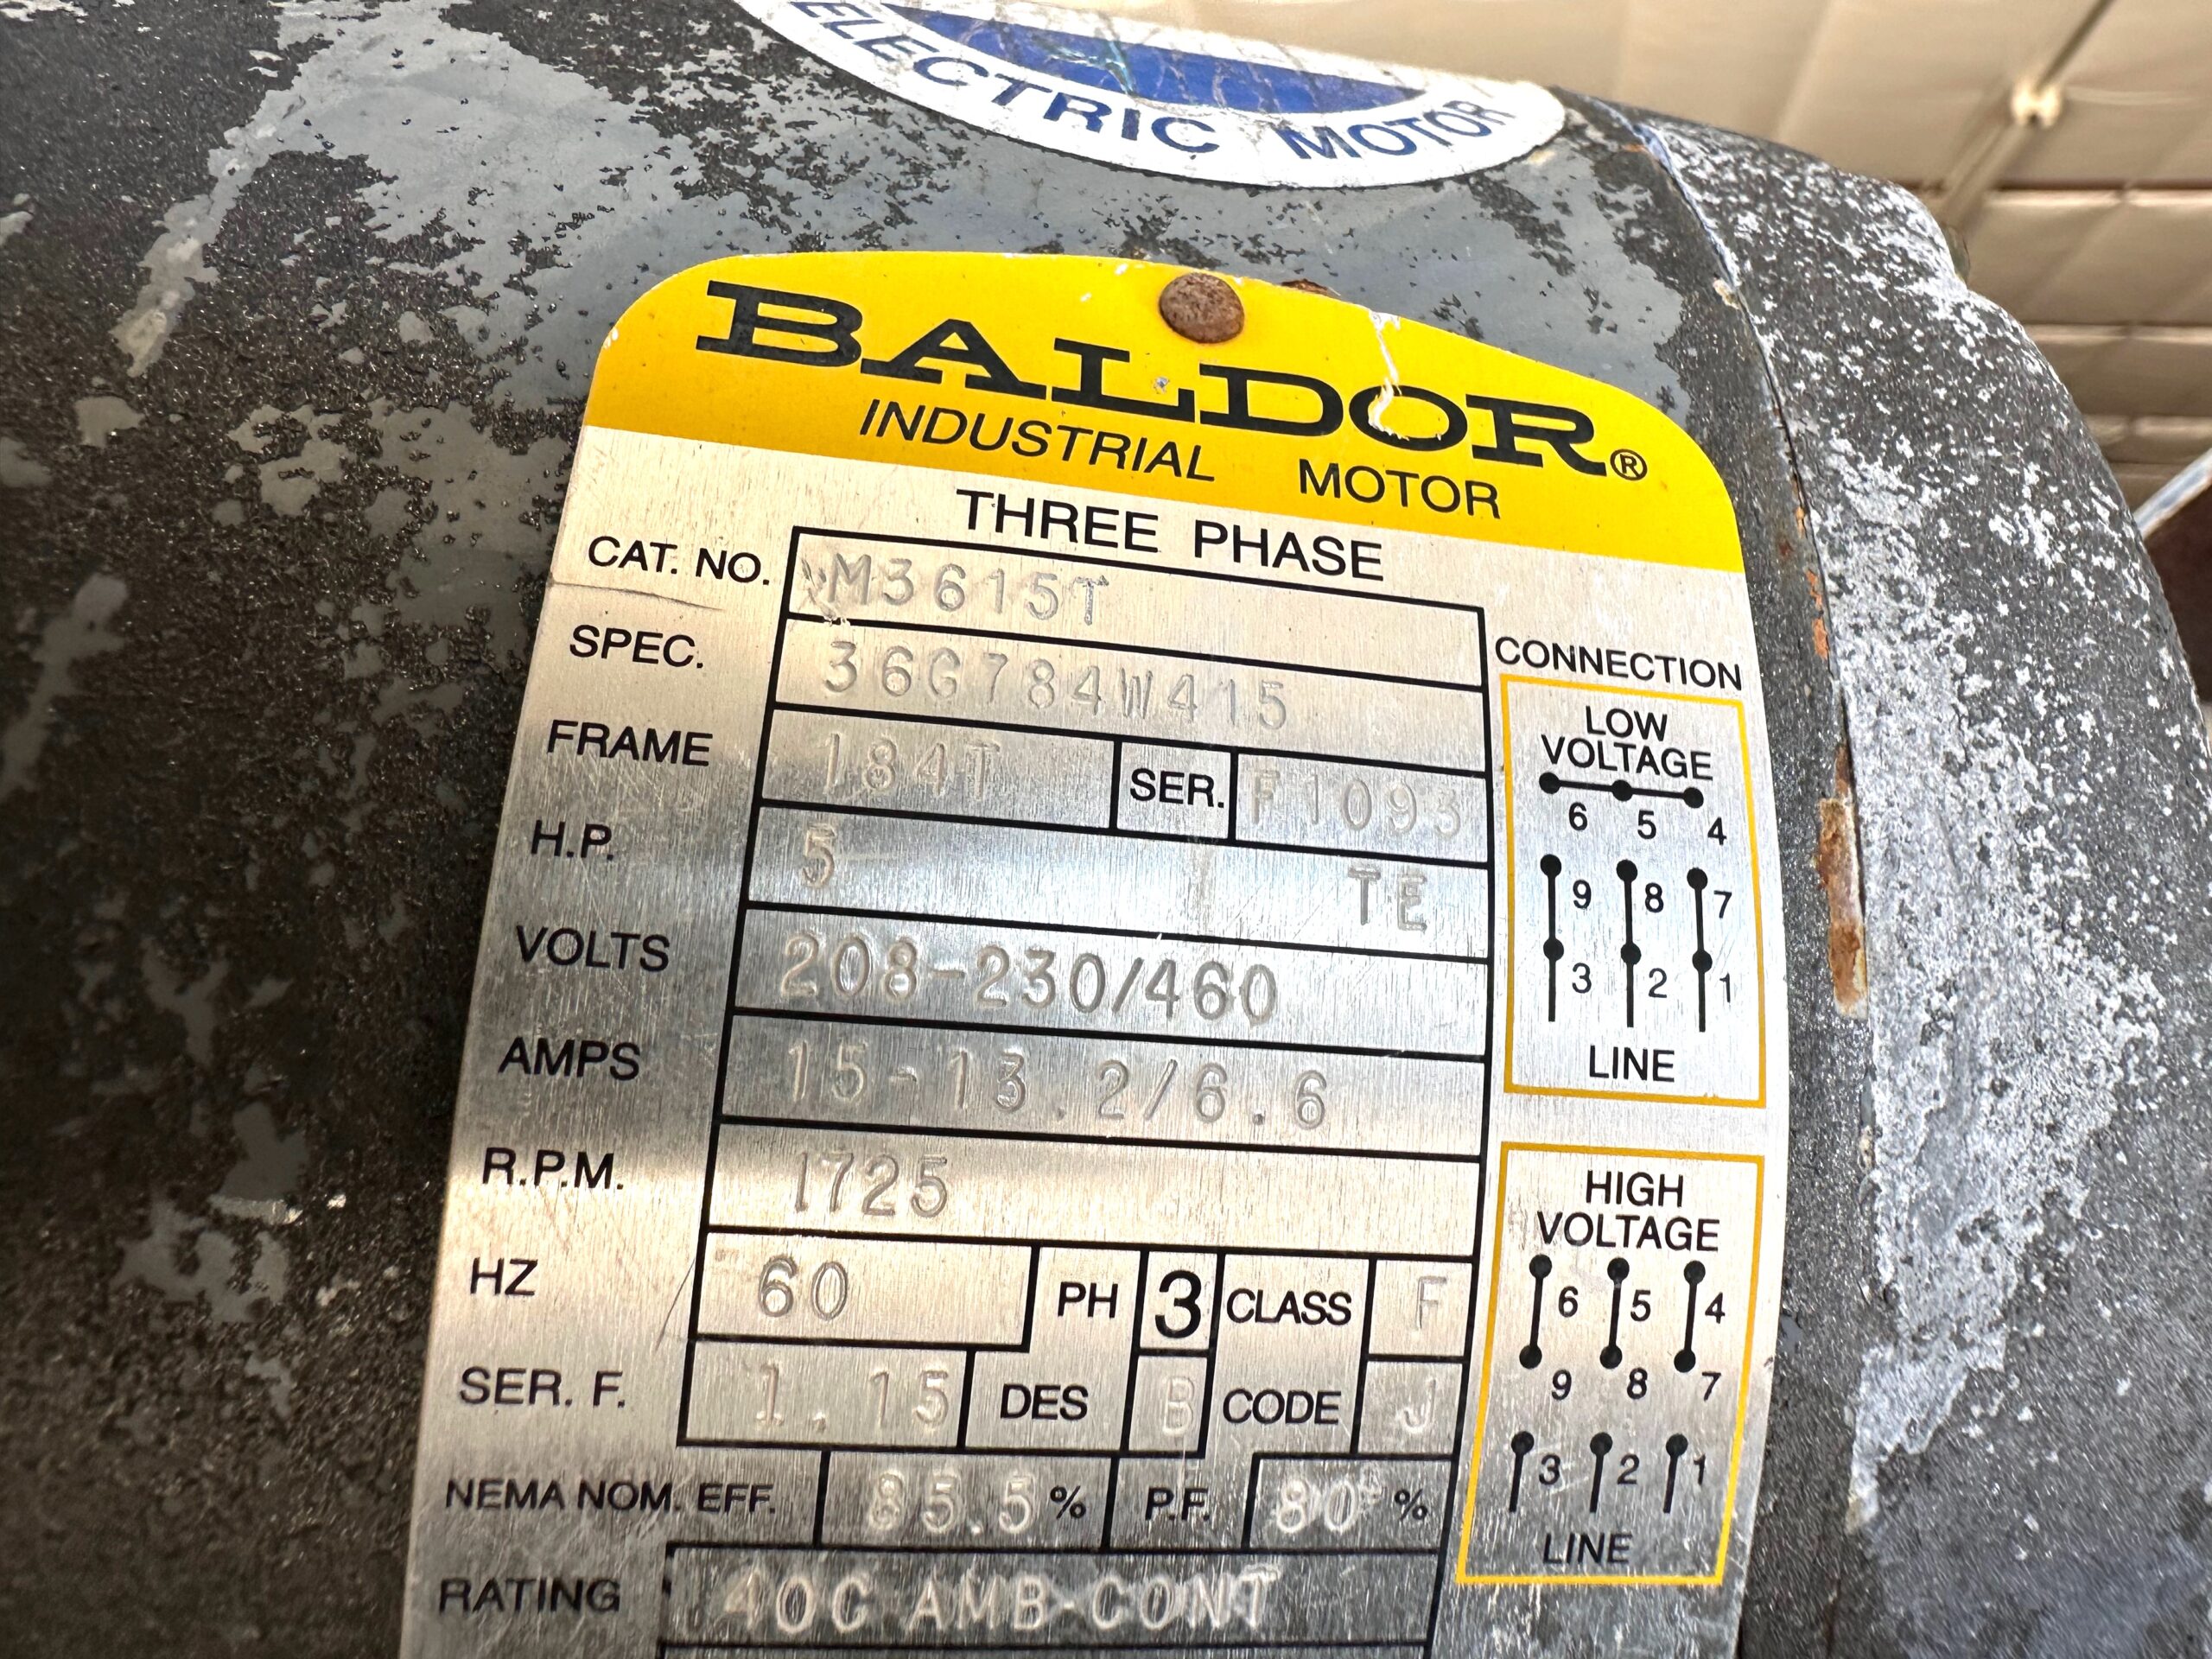 ELECTRIC MOTOR
BALDOR®
INDUSTRIAL MOTOR
THREE PHASE
CAT. NO. M3615T
SPEC. 36G784W415
FRAME 184T SER. F1093
H.P. 5 TE
VOLTS 208-230/460
AMPS 15-13.2/6.6
R.P.M. 1725
HZ 60 PH 3 CLASS F
SER. F. 1.15 DES B CODE J
NEMA NOM. EFF. 85.5 % P.F. 80 %
RATING 40C AMB-CONT
CONNECTION
LOW
VOLTAGE
6 5 4
9 8 7
3 2 1
LINE
HIGH
VOLTAGE
6 5 4
9 8 7
3 2 1
LINE